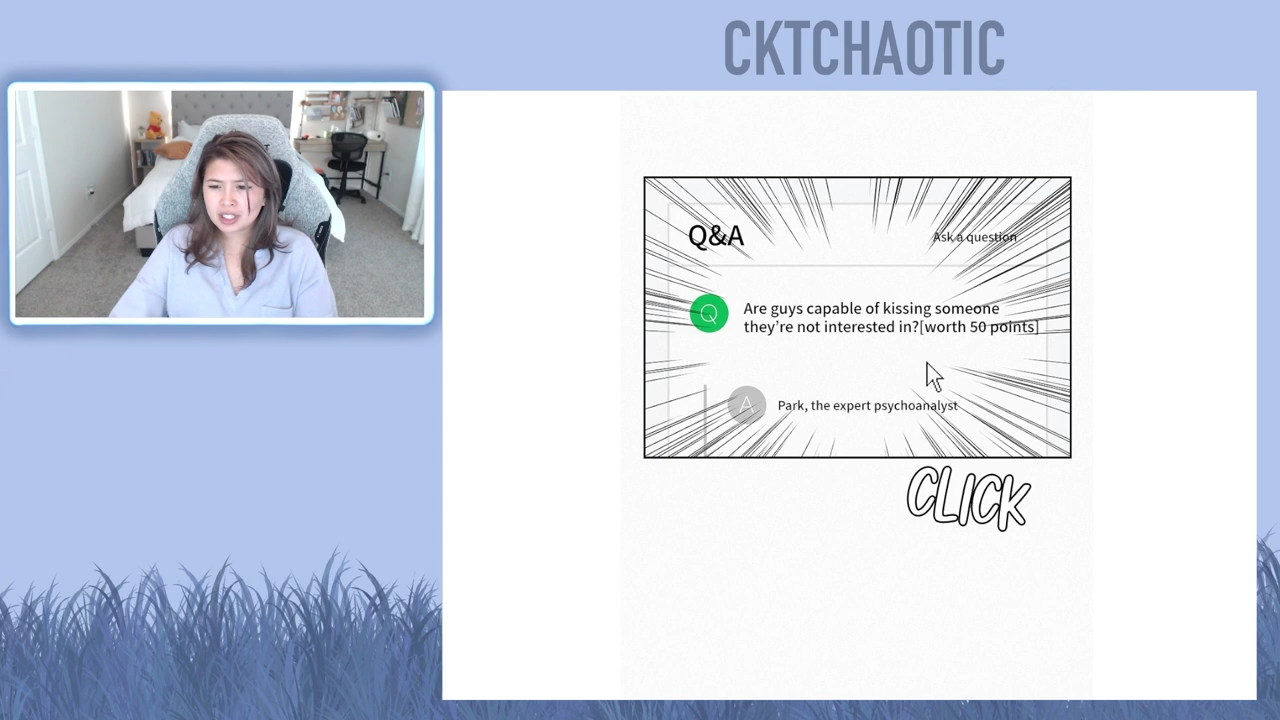 CKTCHAOTIC
Q&A
Ask a question
Q
Are guys capable of kissing someone
they're not interested in?[worth 50 points]
A
Park, the expert psychoanalyst
CLICK